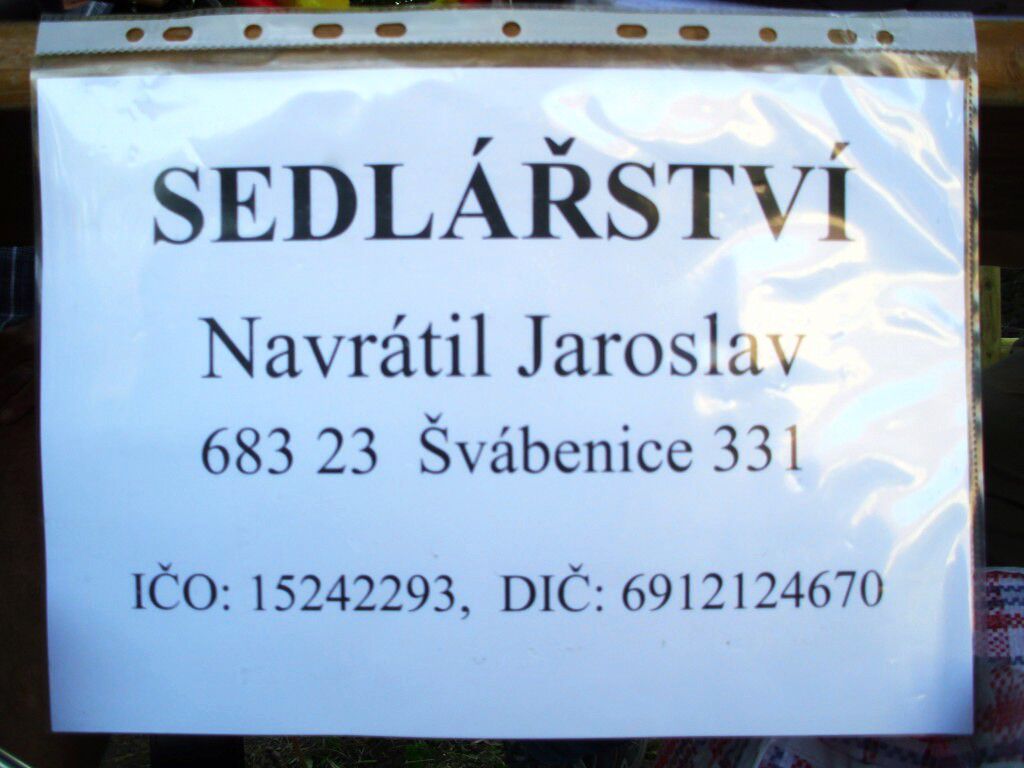 SEDLÁŘSTVÍ
Navrátil Jaroslav
683 23 Švábenice 331
IČO: 15242293, DIČ: 6912124670